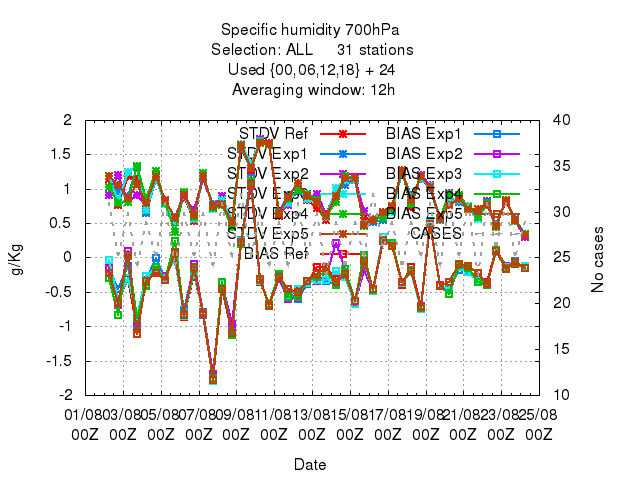 Specific humidity 700hPa
Selection: ALL 31 stations
Used {00,06,12,18} + 24
Averaging window: 12h
2 40
STDV Ref BIAS Exp1
1.5 STDV Exp1 BIAS Exp2 35
STDV Exp2 BIAS Exp3
1 STDV Exp3 BIAS Exp4
0.5 STDV Exp4 BIAS Exp5 30
STDV Exp5 CASES
0 BIAS Ref 25
-0.5 20
-1 15
-1.5
-2 10
g/Kg
No cases
01/08 03/08 05/08 07/08 09/08 11/08 13/08 15/08 17/08 19/08 21/08 23/08 25/08
00Z 00Z 00Z 00Z 00Z 00Z 00Z 00Z 00Z 00Z 00Z 00Z 00Z
Date